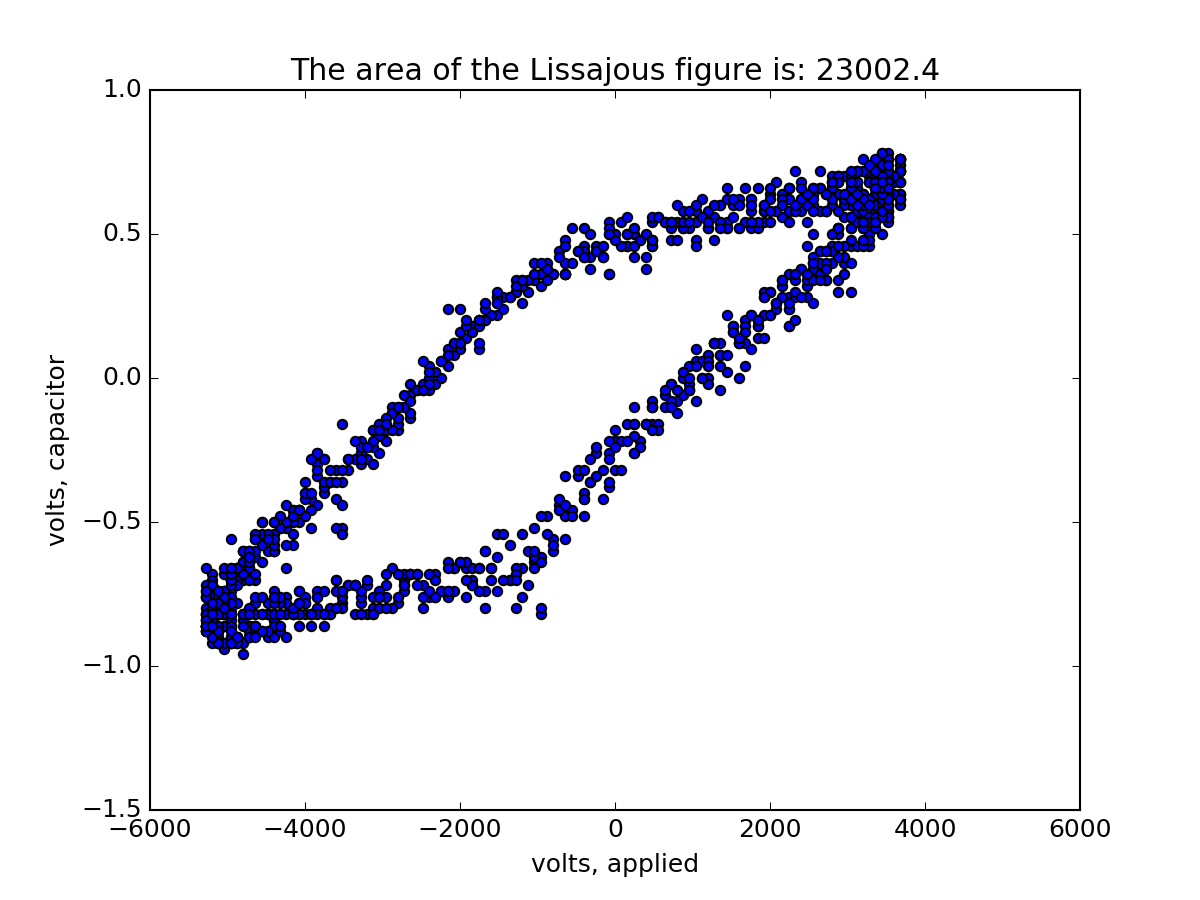 The area of the Lissajous figure is: 23002.4
1.0
0.5
0.0
−0.5
−1.0
−1.5
volts, capacitor
−6000 −4000 −2000 0 2000 4000 6000
volts, applied